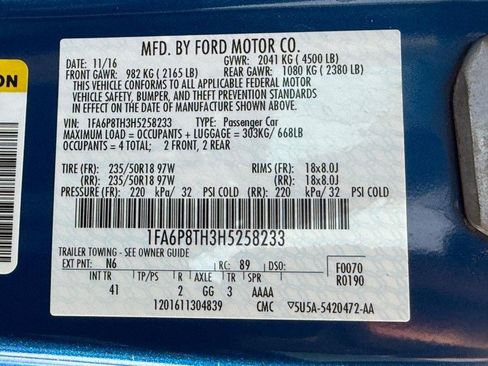 MFD. BY FORD MOTOR CO.
11/16 GVWR: 2041 KG ( 4500 LB)
FRONT GAWR: 982 KG ( 2165 LB) REAR GAWR: 1080 KG ( 2380 LB)
THIS VEHICLE CONFORMS TO ALL APPLICABLE FEDERAL MOTOR
VEHICLE SAFETY, BUMPER, AND THEFT PREVENTION STANDARDS
IN EFFECT ON THE DATE OF MANUFACTURE SHOWN ABOVE.
VIN: 1FA6P8TH3H5258233 TYPE: Passenger Car
MAXIMUM LOAD = OCCUPANTS + LUGGAGE = 303KG/ 668LB
OCCUPANTS = 4 TOTAL: 2 FRONT, 2 REAR
TIRE (FR): 235/50R18 97W RIMS (FR): 18x8.0J
(RR): 235/50R18 97W (RR): 18x8.0J
PRESSURE (FR): 220 kPa/ 32 PSI COLD (RR): 220 kPa/ 32 PSI COLD
1FA6P8TH3H5258233
TRAILER TOWING - SEE OWNER GUIDE
EXT PNT: N6 RC: 89 DSO: F0070
R0190
INT TR TP/PS R AXLE TR SPR
41 2 GG 3 AAAA
1201611304839 CMC 5U5A-5420472-AA
ION